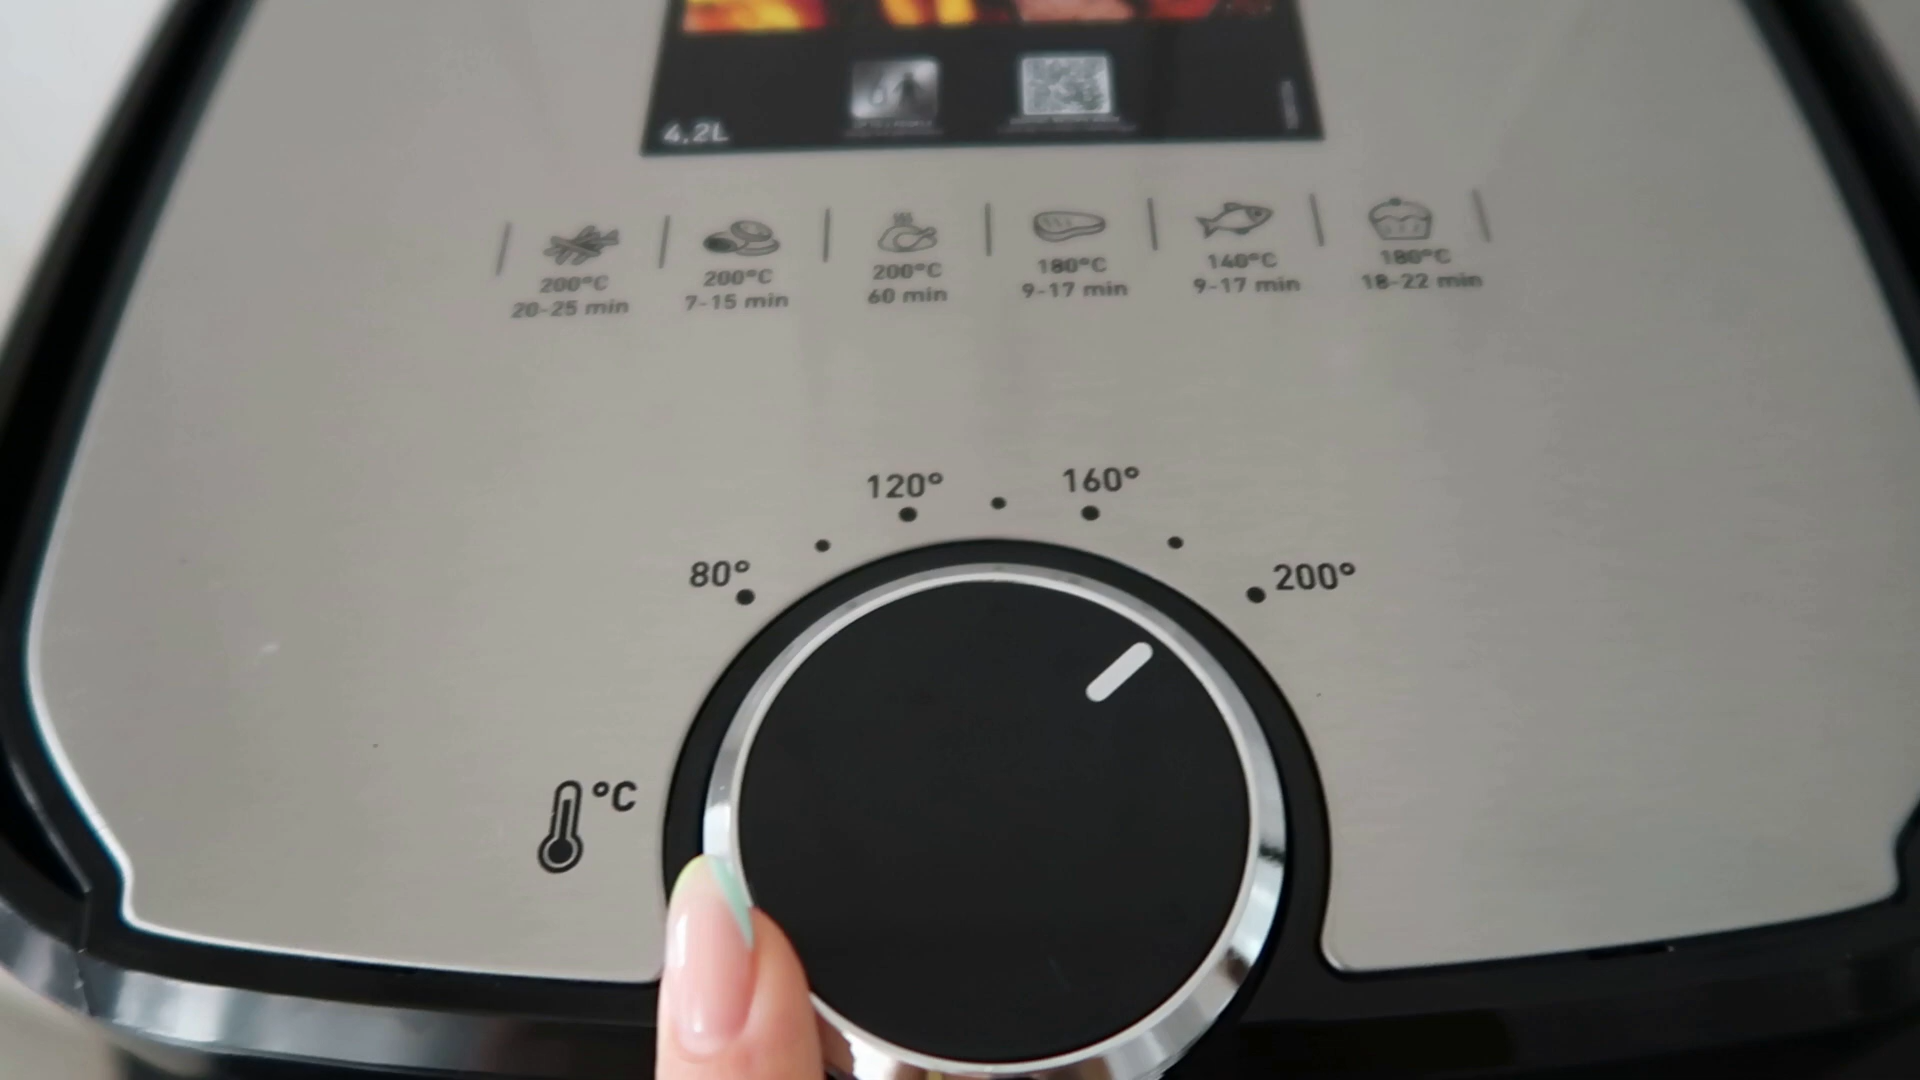 4.2L
200°C
20-25 min
200°C
7-15 min
200°C
60 min
180°C
9-17 min
140°C
9-17 min
180°C
18-22 min
120°
160°
80°
200°
°C